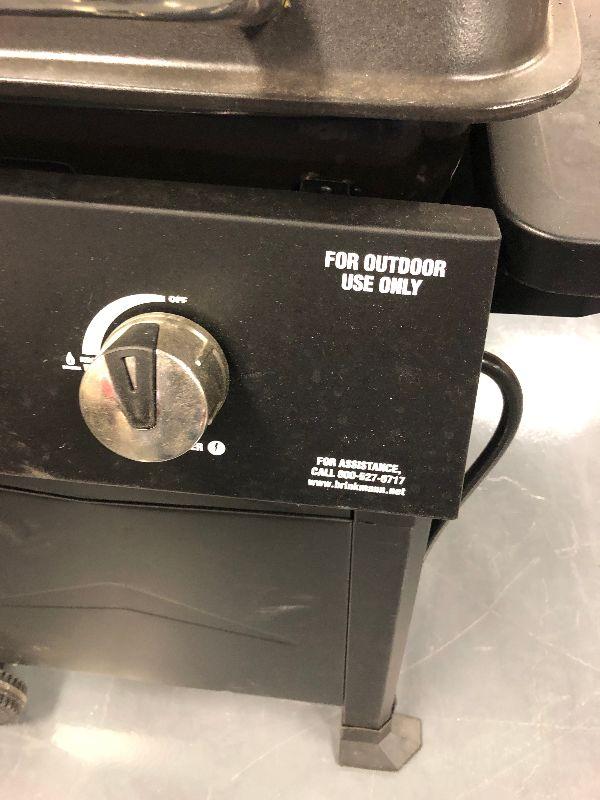 FOR OUTDOOR
USE ONLY
OFF
FOR ASSISTANCE,
CALL 800-527-0717
www.brinkmann.net